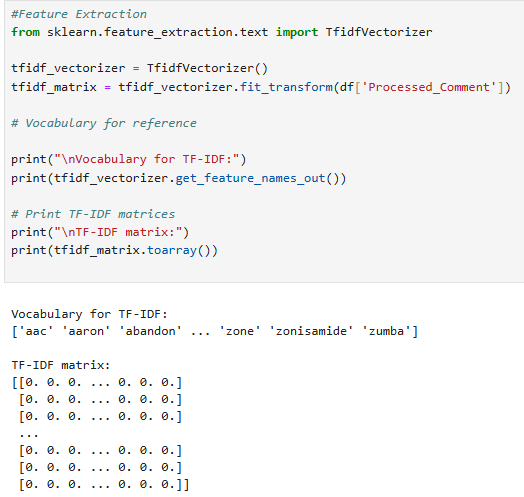 #Feature Extraction
from sklearn.feature_extraction.text import TfidfVectorizer
tfidf_vectorizer = TfidfVectorizer()
tfidf_matrix = tfidf_vectorizer.fit_transform(df['Processed_Comment'])
# Vocabulary for reference
print("\nVocabulary for TF-IDF:")
print(tfidf_vectorizer.get_feature_names_out())
# Print TF-IDF matrices
print("\nTF-IDF matrix:")
print(tfidf_matrix.toarray())
Vocabulary for TF-IDF:
['aac' 'aaron' 'abandon' ... 'zone' 'zonisamide' 'zumba']
TF-IDF matrix:
[[0. 0. 0. ... 0. 0. 0.]
[0. 0. 0. ... 0. 0. 0.]
[0. 0. 0. ... 0. 0. 0.]
...
[0. 0. 0. ... 0. 0. 0.]
[0. 0. 0. ... 0. 0. 0.]
[0. 0. 0. ... 0. 0. 0.]]